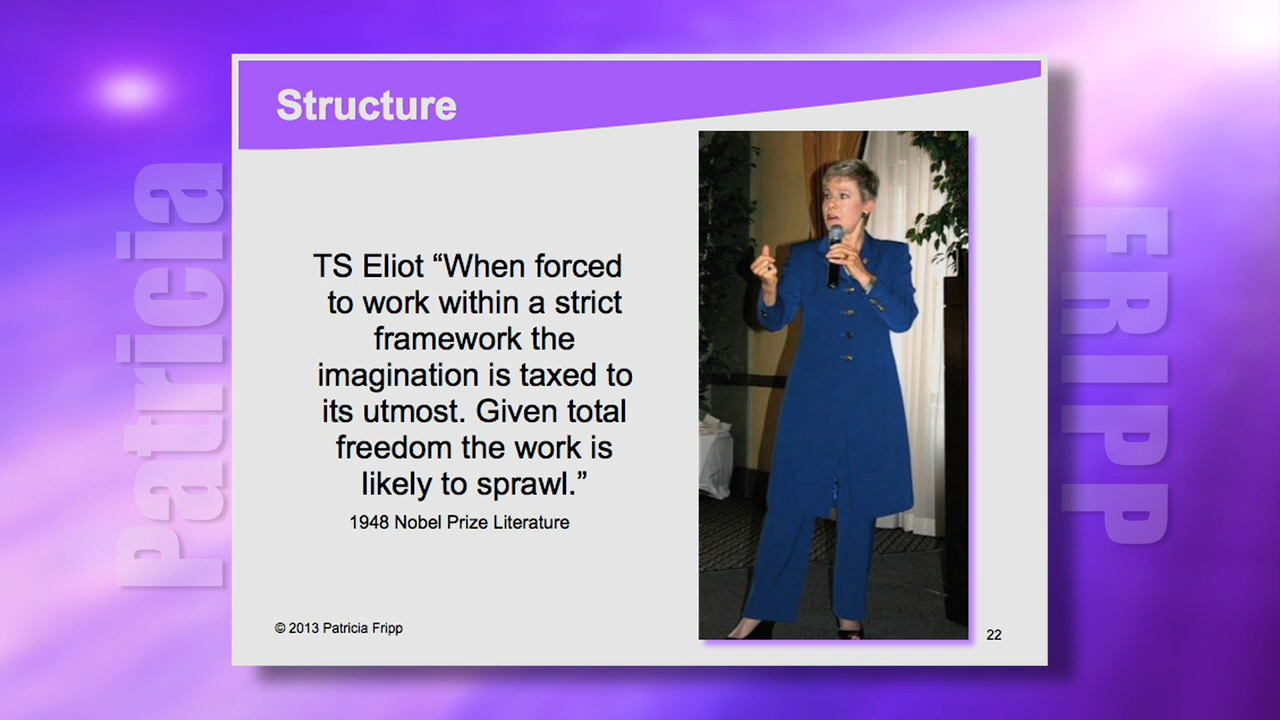 Structure
TS Eliot “When forced
to work within a strict
framework the
imagination is taxed to
its utmost. Given total
freedom the work is
likely to sprawl.”
1948 Nobel Prize Literature
© 2013 Patricia Fripp
22
Patricia
FRIPP